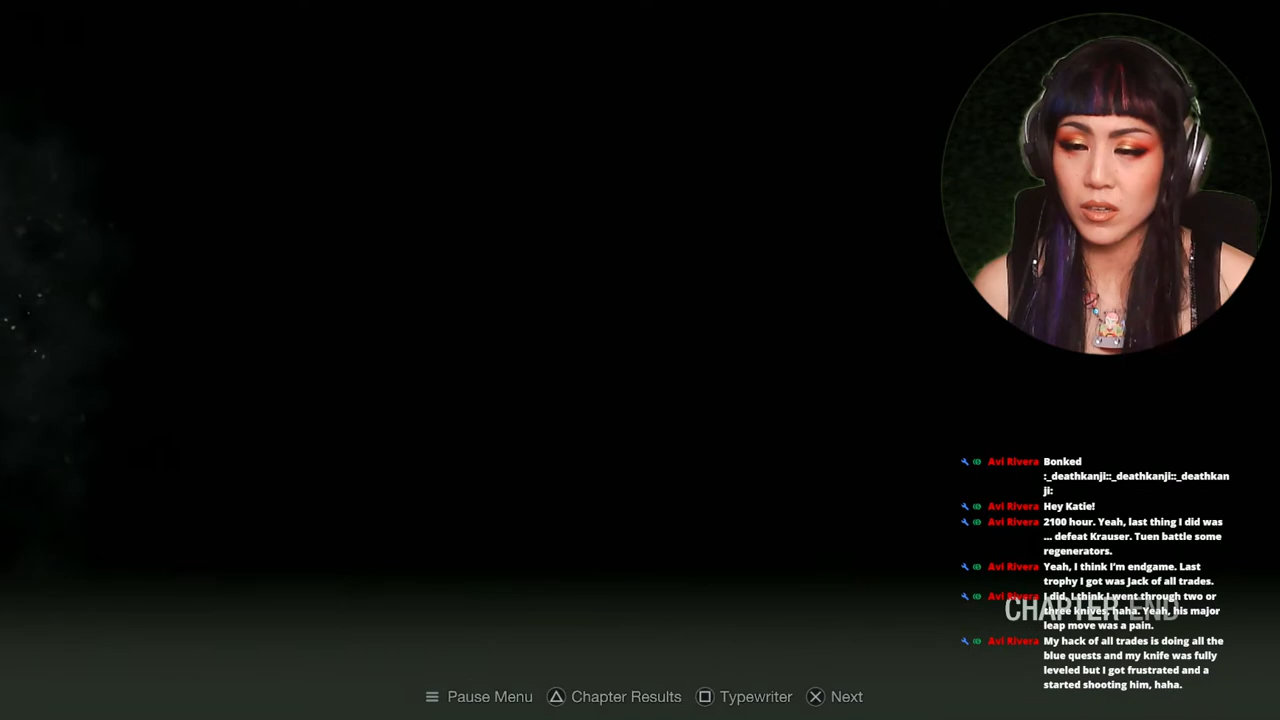 Avi Rivera Bonked
:_deathkanji::_deathkanji::_deathkan
ji:
Avi Rivera Hey Katie!
Avi Rivera 2100 hour. Yeah, last thing I did was
... defeat Krauser. Tuen battle some
regenerators.
Avi Rivera Yeah, I think I'm endgame. Last
trophy I got was Jack of all trades.
Avi Rivera I did, I think I went through two or
three knives, haha. Yeah, his major
leap move was a pain.
CHAPTER END
Avi Rivera My hack of all trades is doing all the
blue quests and my knife was fully
leveled but I got frustrated and a
started shooting him, haha.
Pause Menu Chapter Results Typewriter Next